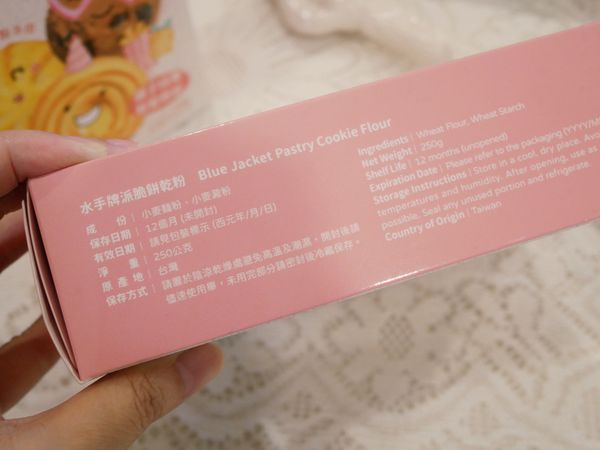 水手牌派脆餅乾粉 Blue Jacket Pastry Cookie Flour
成份 | 小麥麵粉、小麥澱粉
保存日期 | 12個月 (未開封)
有效日期 | 請見包裝標示 (西元年/月/日)
淨重 | 250公克
原產地 | 台灣
保存方式 | 請置於陰涼乾燥處避免高溫及潮濕，開封後請
儘速使用畢，未用完部分請密封後冷藏保存。
Ingredients | Wheat Flour, Wheat Starch
Net Weight | 250g
Shelf Life | 12 months (unopened)
Expiration Date | Please refer to the packaging (YYYY/M
Storage Instructions | Store in a cool, dry place. Avo
temperatures and humidity. After opening, use as
possible. Seal any unused portion and refrigerate.
Country of Origin | Taiwan